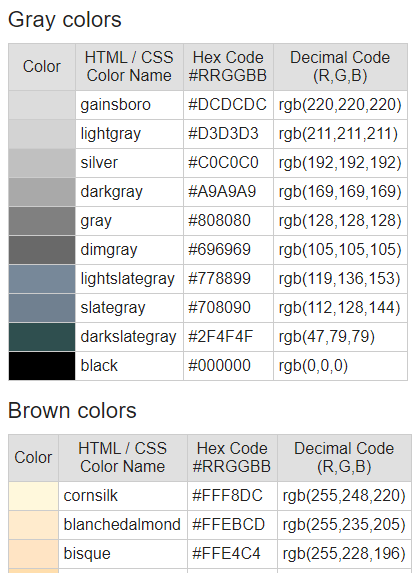 Gray colors
Color HTML / CSS Color Name Hex Code #RRGGBB Decimal Code (R,G,B)
gainsboro #DCDCDC rgb(220,220,220)
lightgray #D3D3D3 rgb(211,211,211)
silver #C0C0C0 rgb(192,192,192)
darkgray #A9A9A9 rgb(169,169,169)
gray #808080 rgb(128,128,128)
dimgray #696969 rgb(105,105,105)
lightslategray #778899 rgb(119,136,153)
slategray #708090 rgb(112,128,144)
darkslategray #2F4F4F rgb(47,79,79)
black #000000 rgb(0,0,0)
Brown colors
Color HTML / CSS Color Name Hex Code #RRGGBB Decimal Code (R,G,B)
cornsilk #FFF8DC rgb(255,248,220)
blanchedalmond #FFEBCD rgb(255,235,205)
bisque #FFE4C4 rgb(255,228,196)